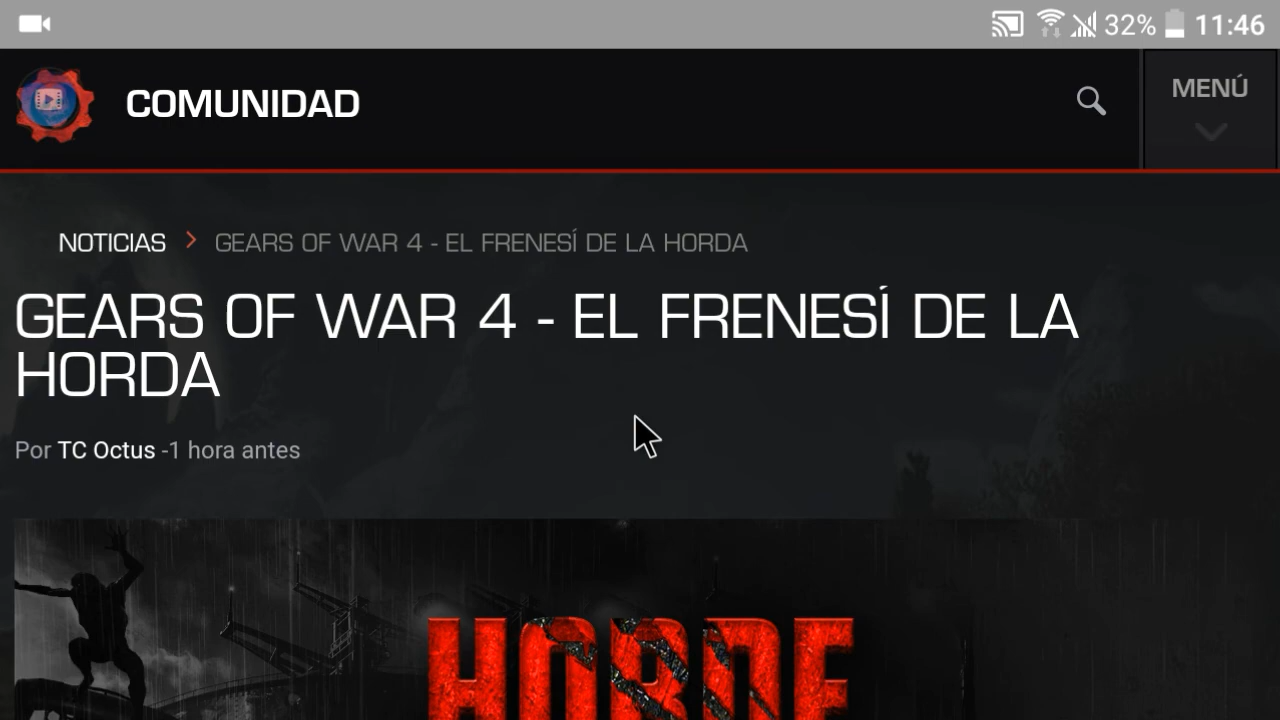 32% 11:46
COMUNIDAD
MENÚ
NOTICIAS > GEARS OF WAR 4 - EL FRENESÍ DE LA HORDA
GEARS OF WAR 4 - EL FRENESÍ DE LA
HORDA
Por TC Octus -1 hora antes
HORDE